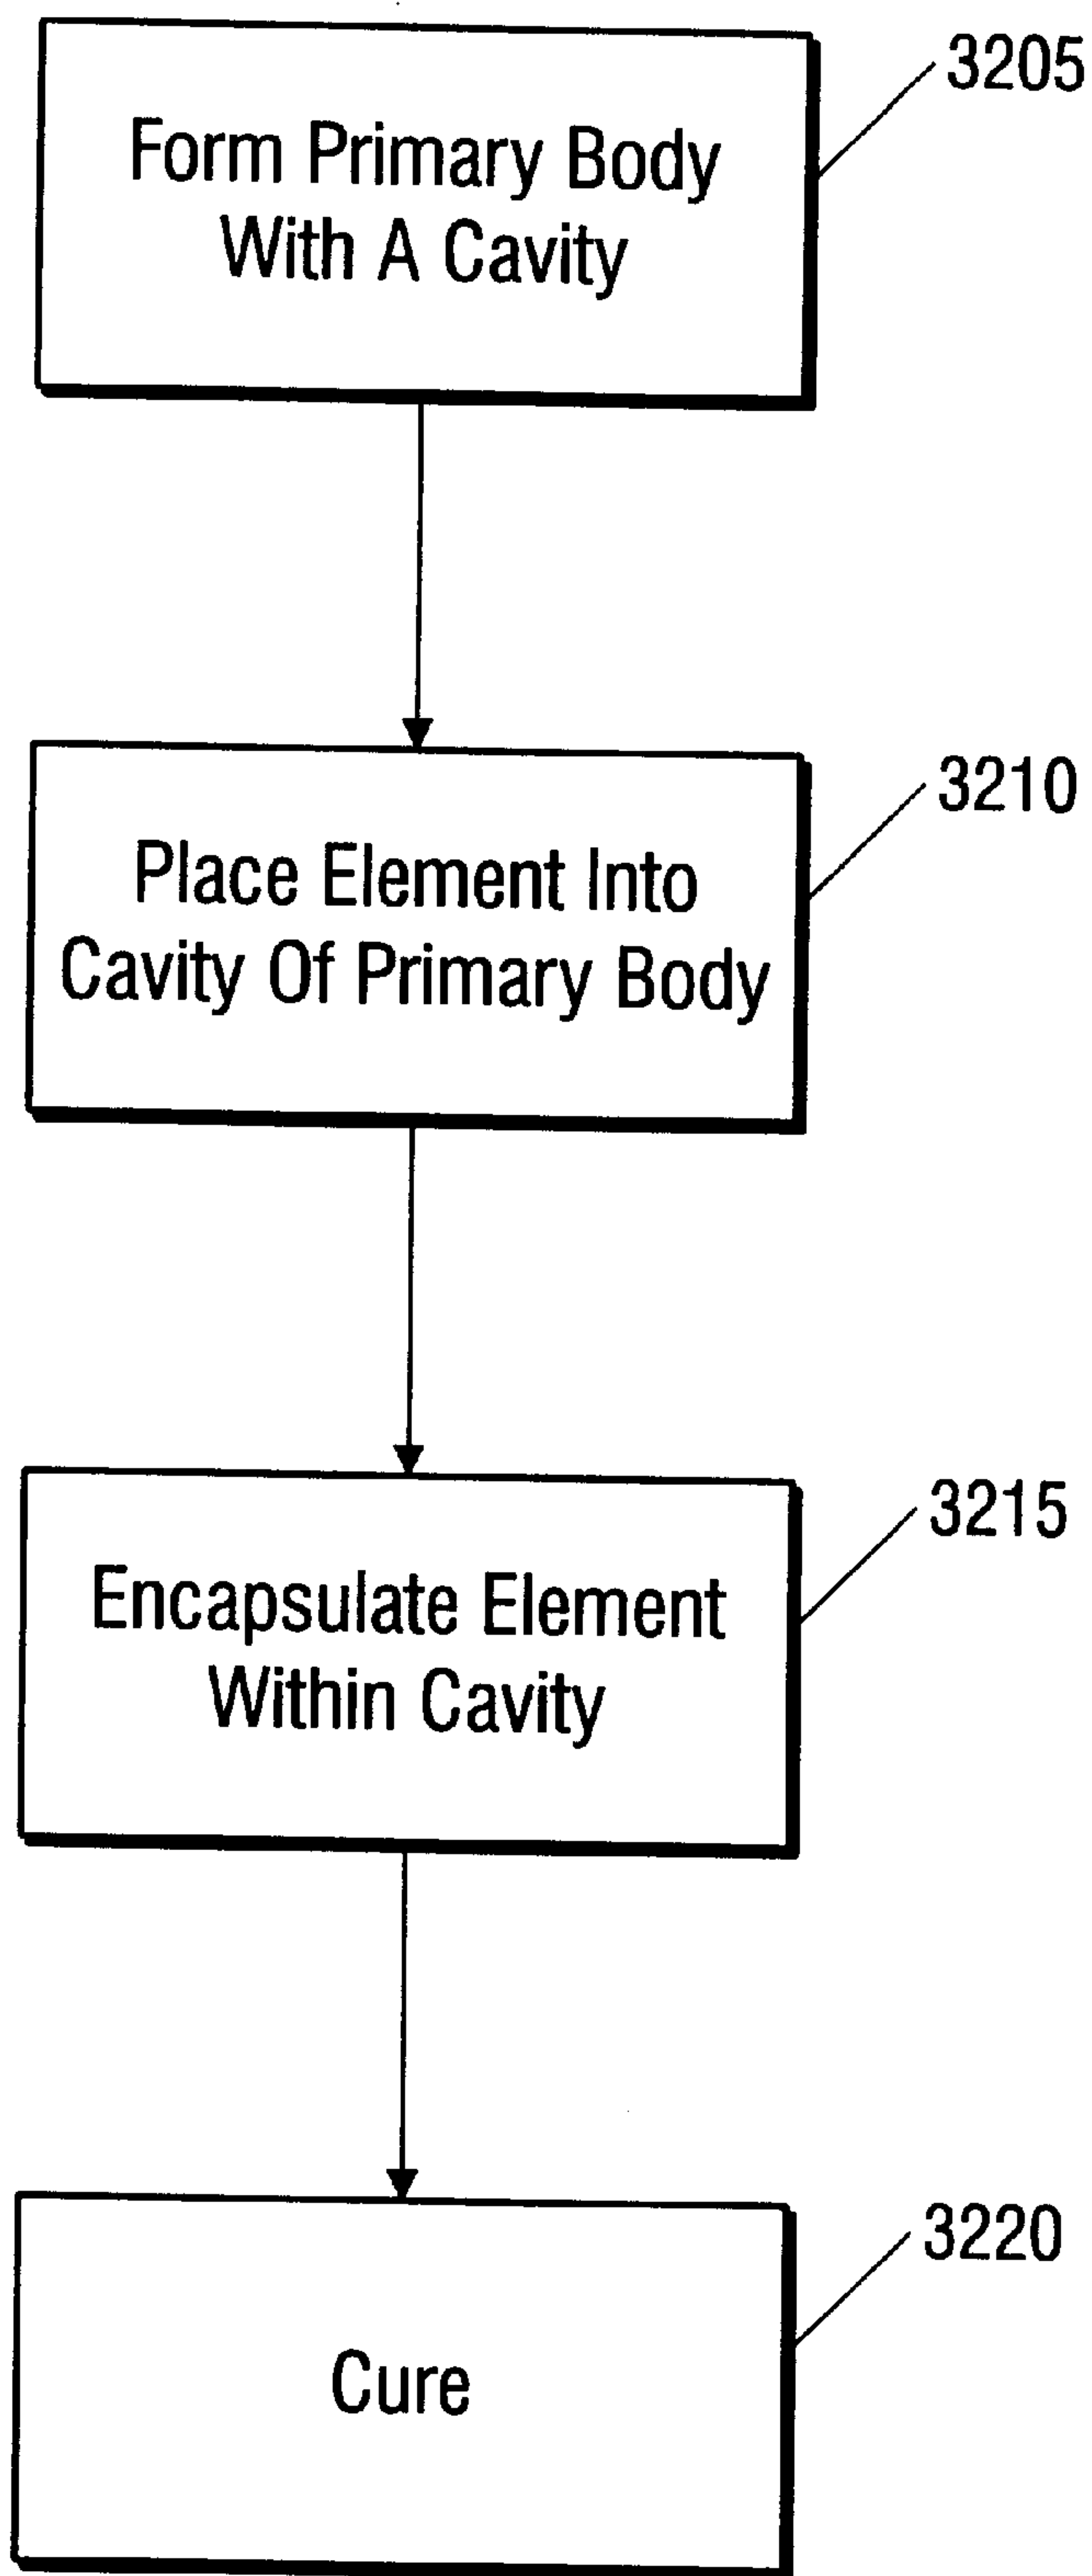 3205
Form Primary Body
With A Cavity
3210
Place Element Into
Cavity Of Primary Body
3215
Encapsulate Element
Within Cavity
3220
Cure